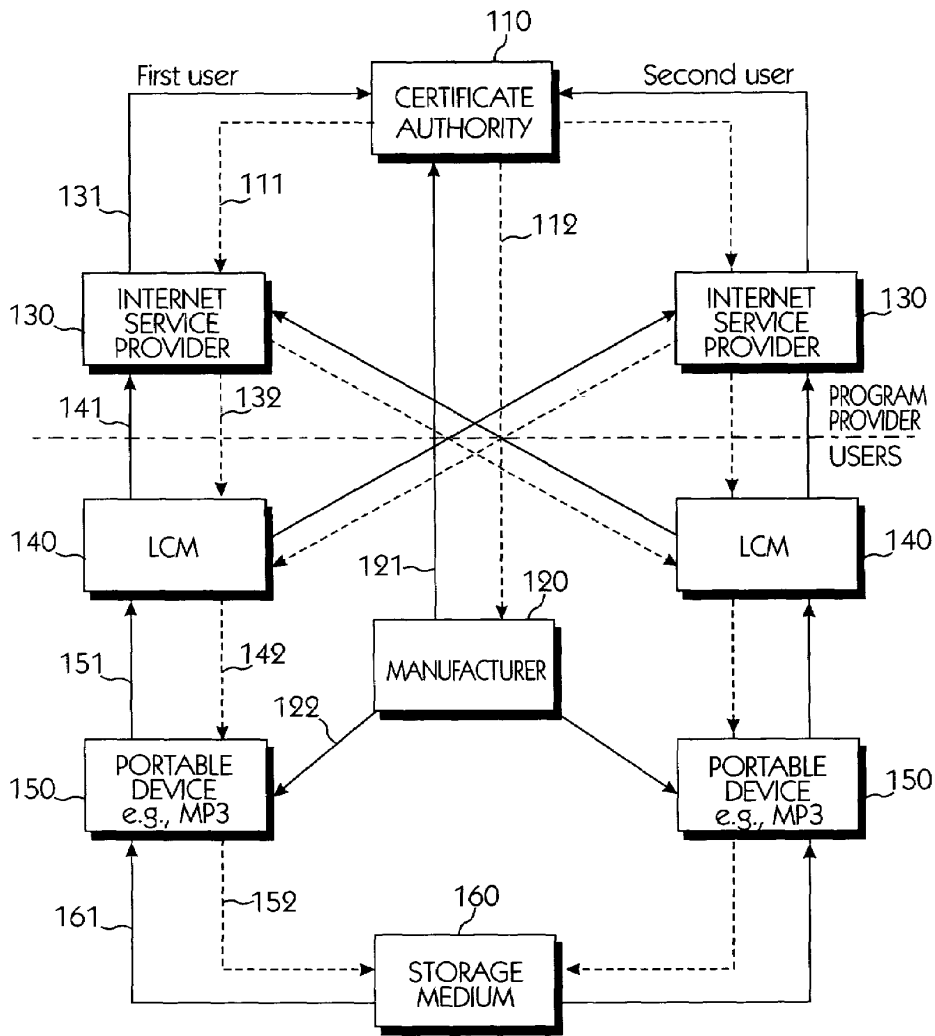 110
First user
Second user
CERTIFICATE
AUTHORITY
131
111
112
130
INTERNET
SERVICE
PROVIDER
INTERNET
SERVICE
PROVIDER
130
141
132
PROGRAM
PROVIDER
USERS
140
LCM
LCM
140
121
120
151
142
MANUFACTURER
122
150
PORTABLE
DEVICE
e.g., MP3
PORTABLE
DEVICE
e.g., MP3
150
161
152
160
STORAGE
MEDIUM